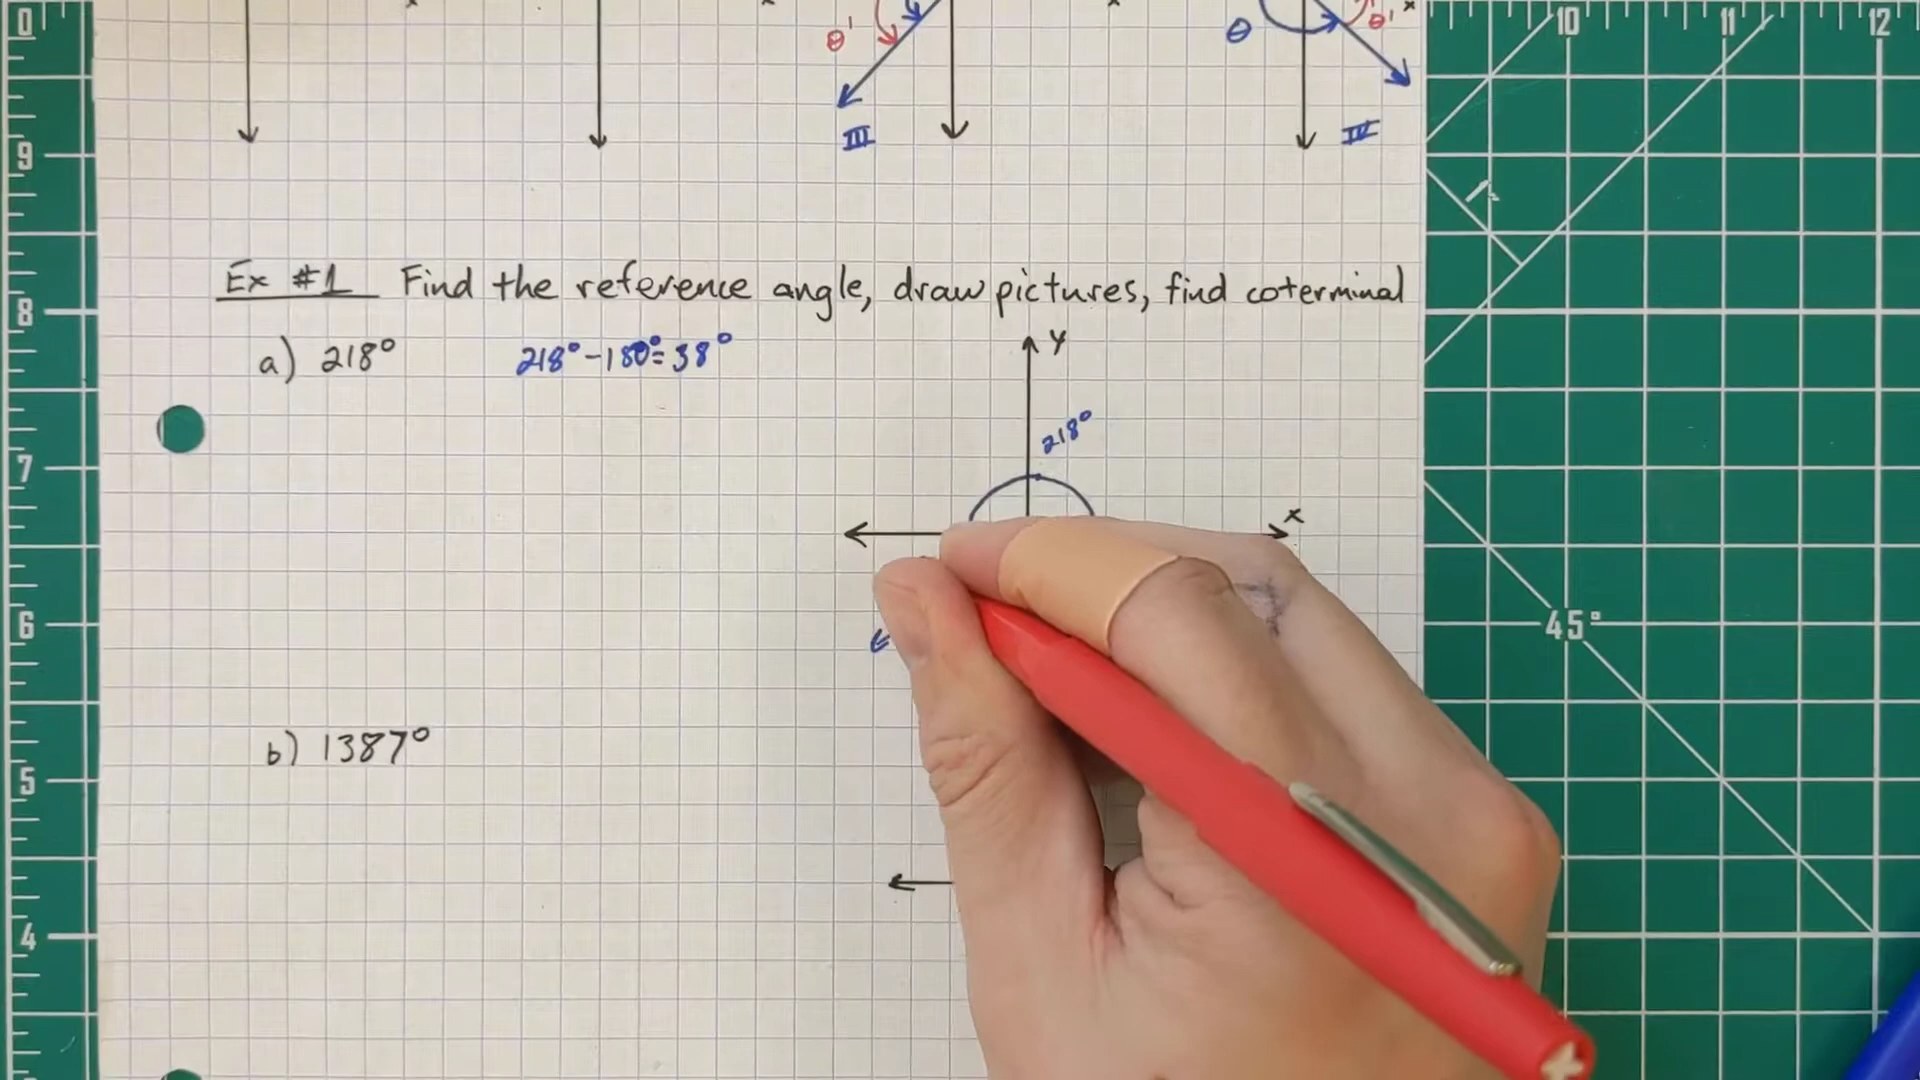 θ'
θ
θ'
III
IV
Ex #1 Find the reference angle, draw pictures, find coterminal
a) 218° 218°-180°=38°
y
218°
x
b) 1387°
0
9
8
7
6
5
4
10
11
12
45°